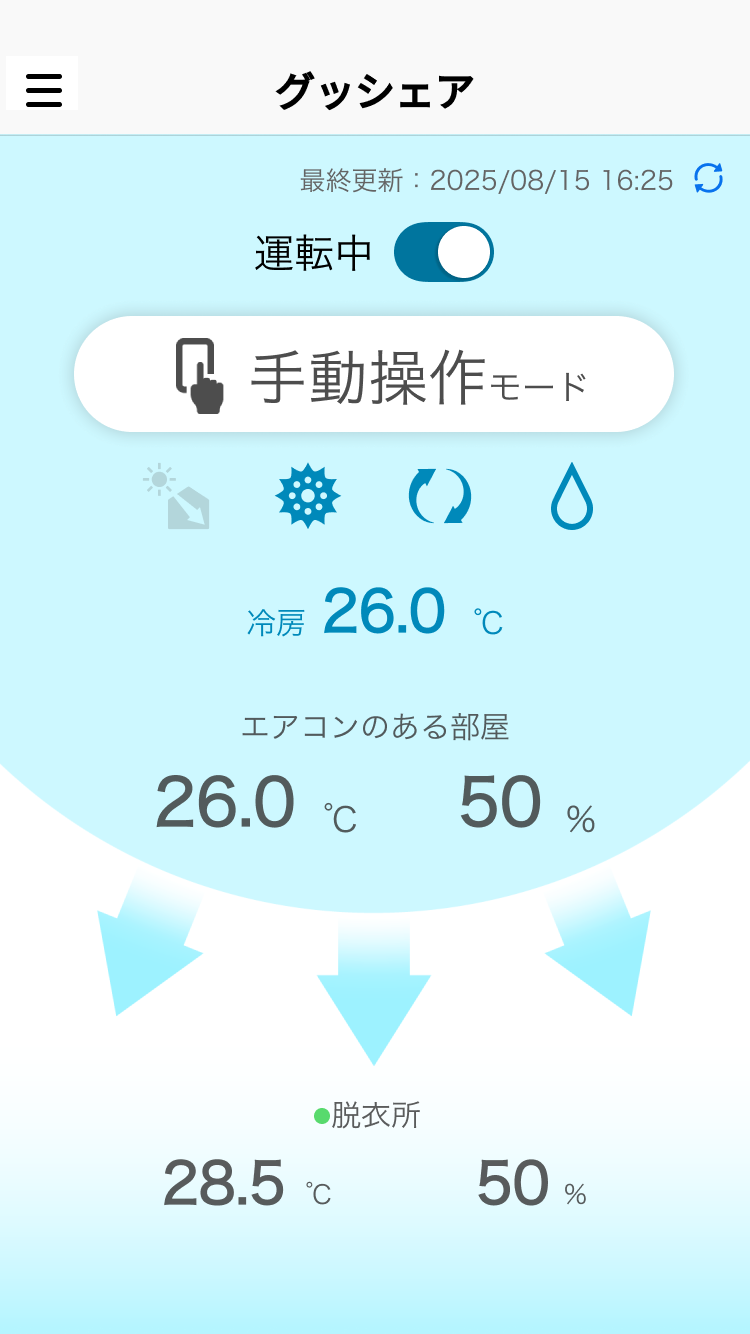 グッシェア
最終更新：2025/08/15 16:25
運転中
手動操作モード
冷房 26.0 ℃
エアコンのある部屋
26.0 ℃ 50 %
脱衣所
28.5 ℃ 50 %